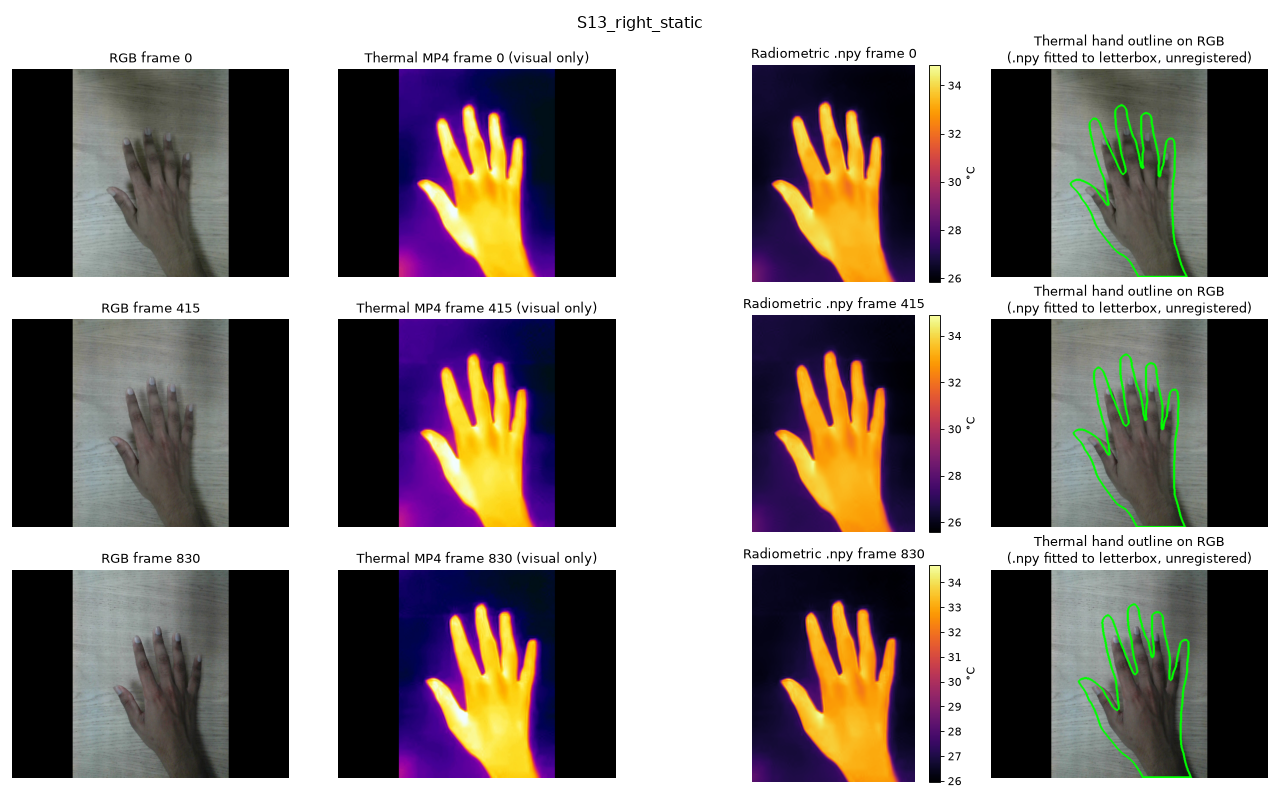 S13_right_static
RGB frame 0
Thermal MP4 frame 0 (visual only)
Radiometric .npy frame 0
Thermal hand outline on RGB
(.npy fitted to letterbox, unregistered)
34
32
30
28
26
°C
RGB frame 415
Thermal MP4 frame 415 (visual only)
Radiometric .npy frame 415
Thermal hand outline on RGB
(.npy fitted to letterbox, unregistered)
34
32
30
28
26
°C
RGB frame 830
Thermal MP4 frame 830 (visual only)
Radiometric .npy frame 830
Thermal hand outline on RGB
(.npy fitted to letterbox, unregistered)
34
33
32
31
30
29
28
27
26
°C